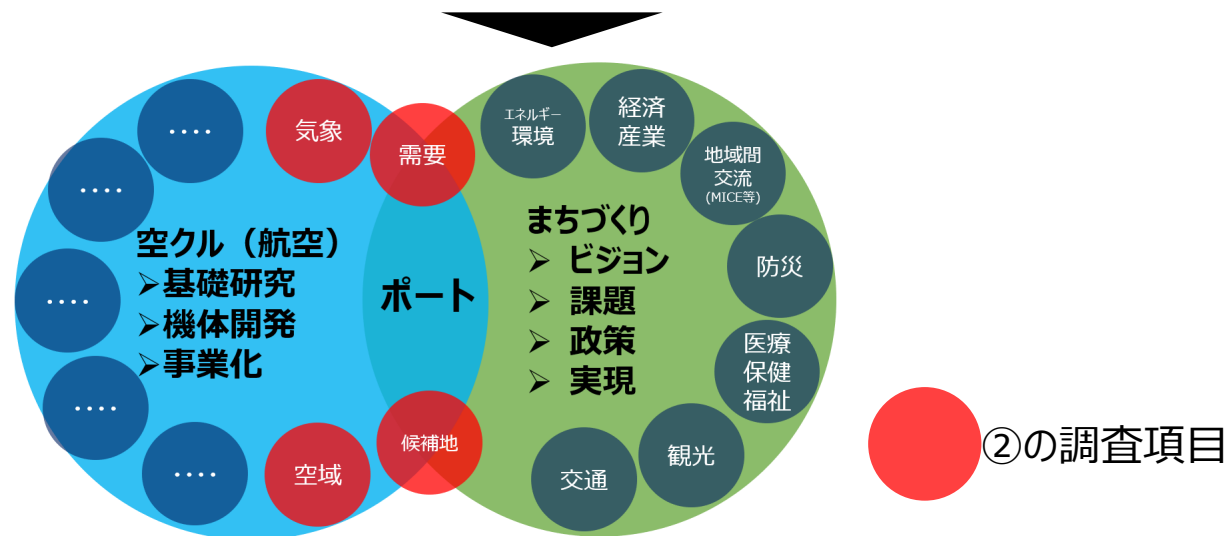 気象
需要
‥‥
‥‥
‥‥
‥‥
‥‥
空クル（航空）
➢基礎研究
➢機体開発
➢事業化
空域
候補地
ポート
エネルギー
環境
経済
産業
地域間
交流
(MICE等)
防災
医療
保健
福祉
観光
交通
まちづくり
➢ ビジョン
➢ 課題
➢ 政策
➢ 実現
②の調査項目